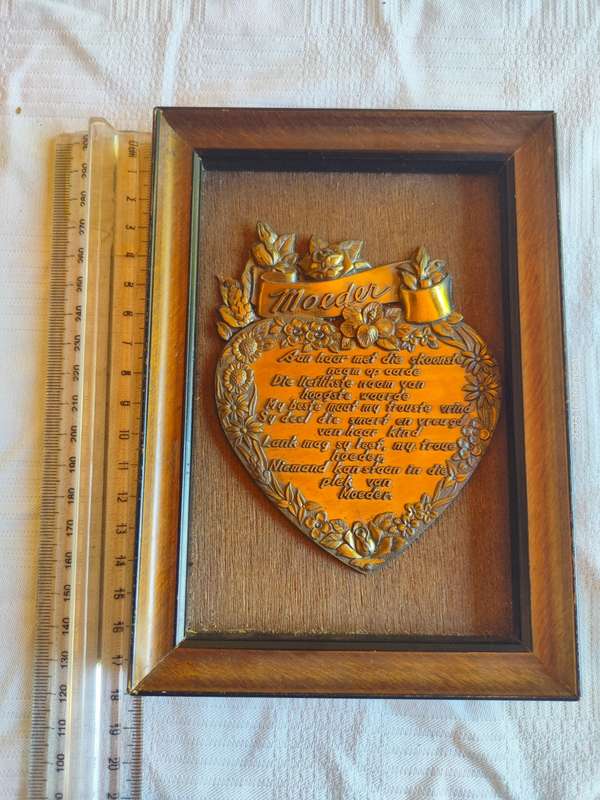 Moeder
Aan haar met die skoonste
naam op aarde
Die lieflikste naam van
hoogste waarde
My beste maat my trouste vrind
Sy deel die smart en vreugd
van haar kind
Lank mag sy leef, my troue
hoeder,
Niemand kan staan in die
plek van
Moeder.